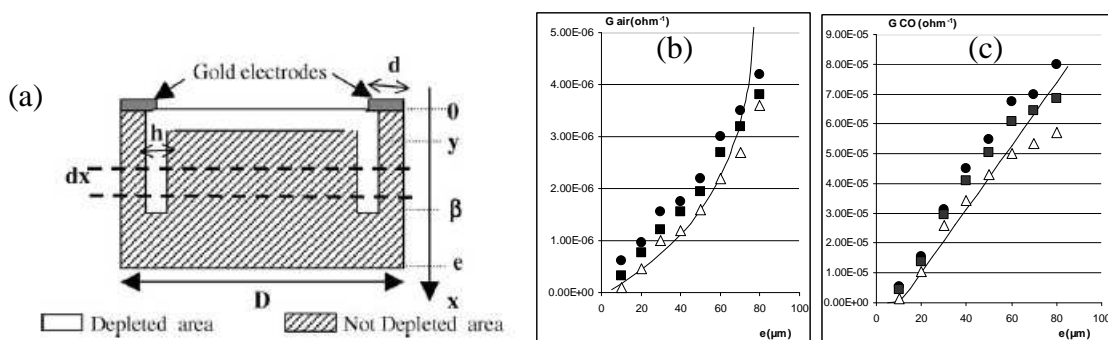 (a)
Gold electrodes
d
0
h
y
dx
β
e
D
x
Depleted area
Not Depleted area
G air(ohm⁻¹)
(b)
5.00E-06
4.00E-06
3.00E-06
2.00E-06
1.00E-06
0.00E+00
0 20 40 60 80 100
e(µm)
G CO (ohm⁻¹)
(c)
9.00E-05
8.00E-05
7.00E-05
6.00E-05
5.00E-05
4.00E-05
3.00E-05
2.00E-05
1.00E-05
0.00E+00
0 20 40 60 80 100
e(µm)